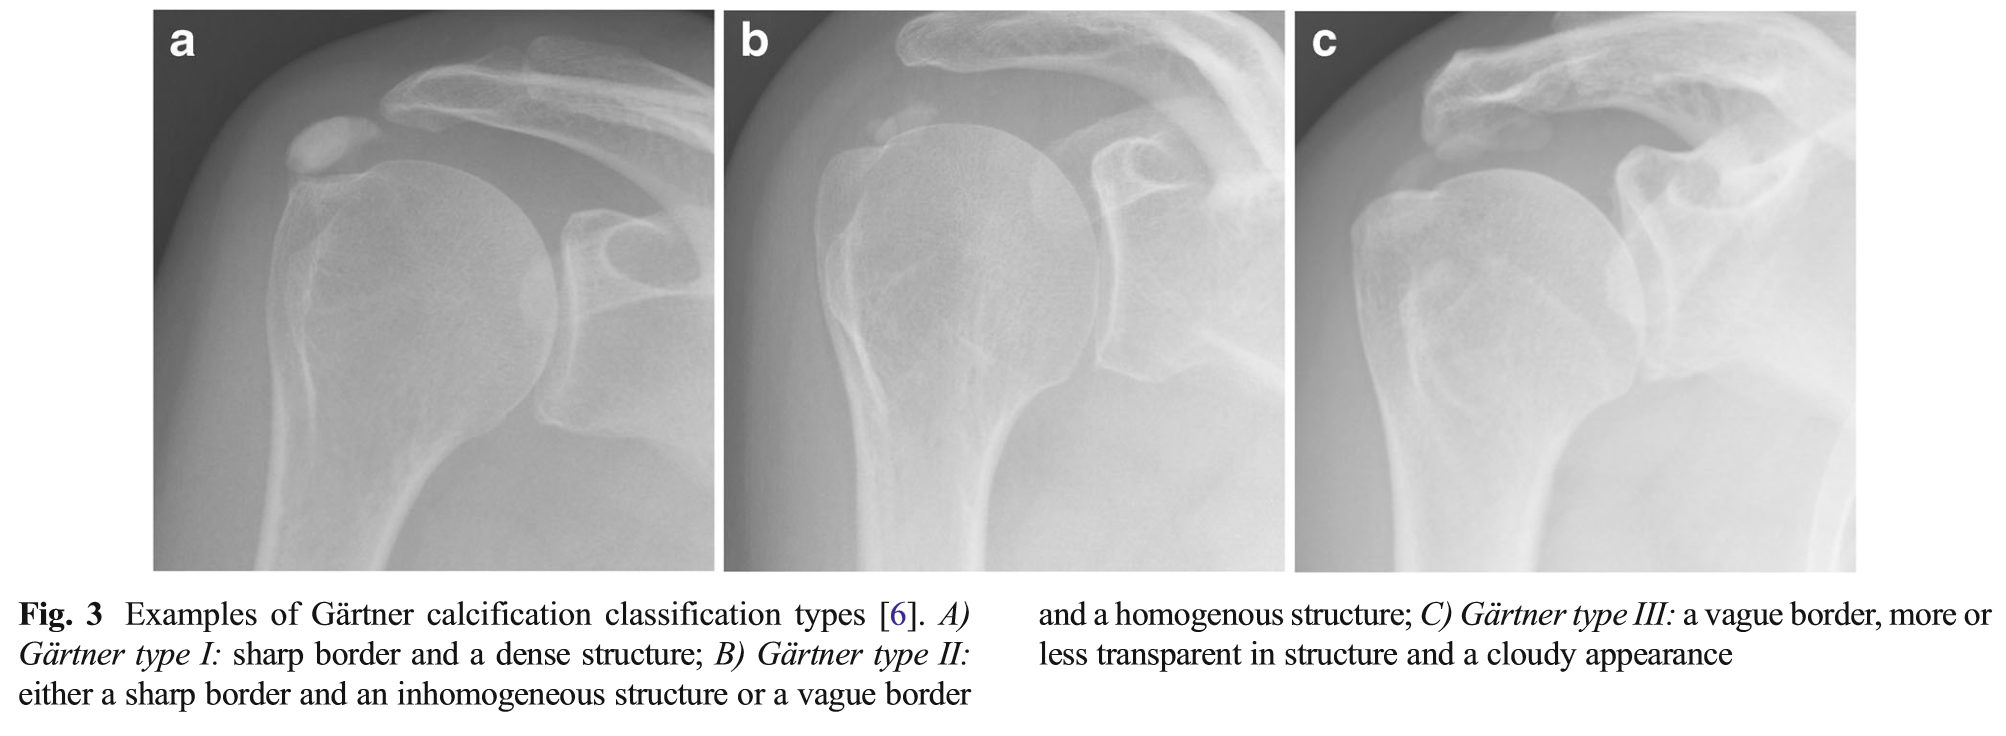 a
b
c
Fig. 3 Examples of Gärtner calcification classification types [6]. A)
Gärtner type I: sharp border and a dense structure; B) Gärtner type II:
either a sharp border and an inhomogeneous structure or a vague border
and a homogenous structure; C) Gärtner type III: a vague border, more or
less transparent in structure and a cloudy appearance